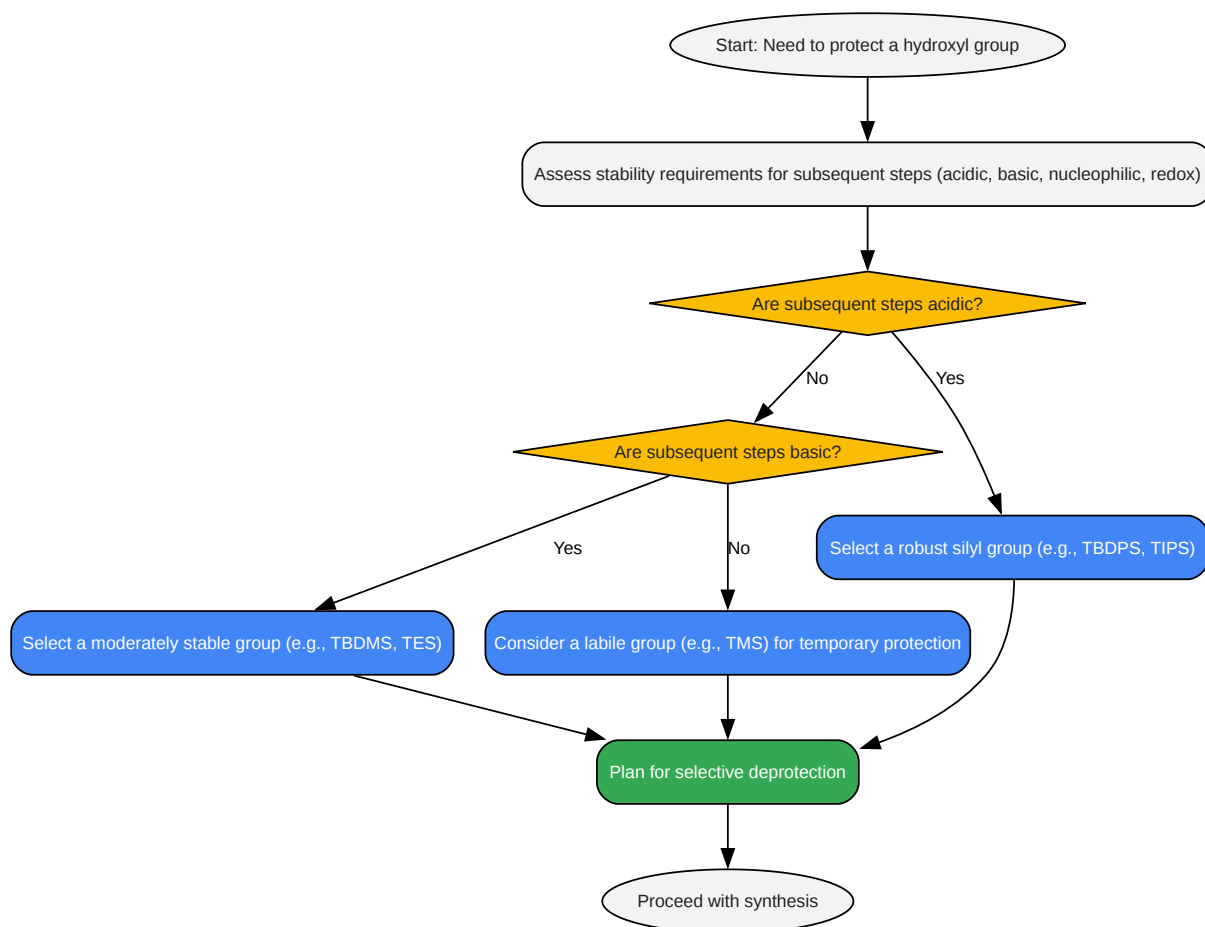 Start: Need to protect a hydroxyl group
Assess stability requirements for subsequent steps (acidic, basic, nucleophilic, redox)
Are subsequent steps acidic?
No
Yes
Are subsequent steps basic?
Yes
No
Select a robust silyl group (e.g., TBDPS, TIPS)
Select a moderately stable group (e.g., TBDMS, TES)
Consider a labile group (e.g., TMS) for temporary protection
Plan for selective deprotection
Proceed with synthesis